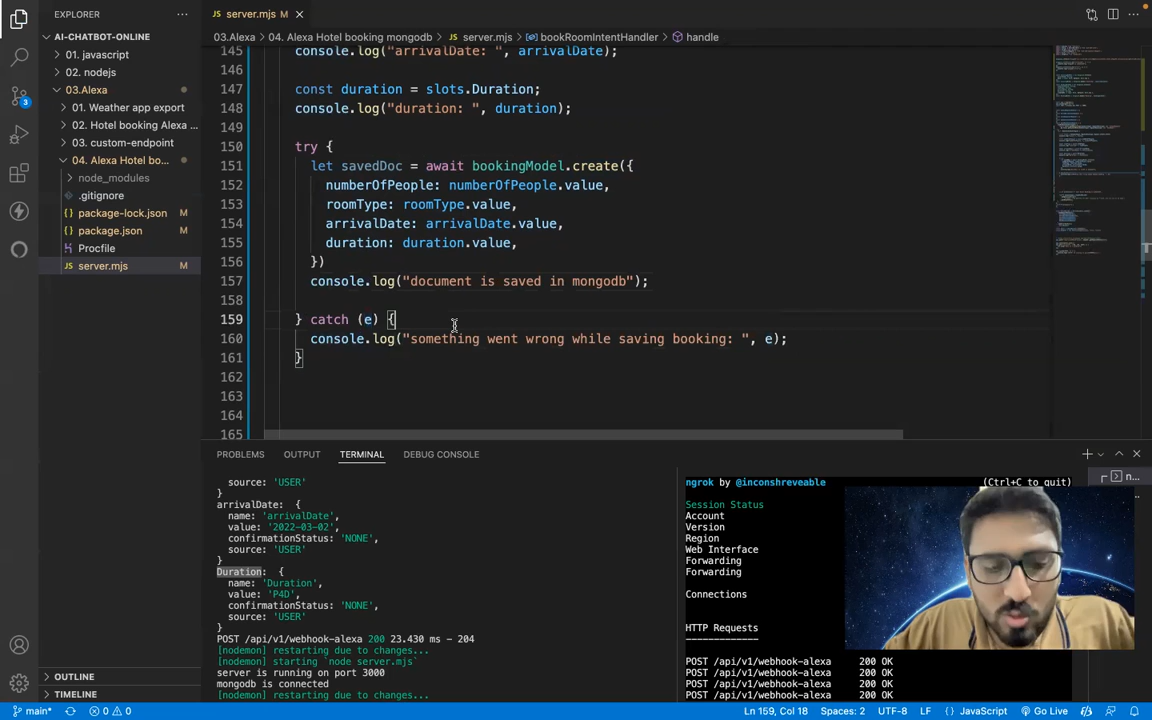 EXPLORER
server.mjs M
AI-CHATBOT-ONLINE
01. javascript
02. nodejs
03.Alexa
01. Weather app export
02. Hotel booking Alexa ...
03. custom-endpoint
04. Alexa Hotel bo...
node_modules
.gitignore
package-lock.json M
package.json M
Procfile
server.mjs M
OUTLINE
TIMELINE
03.Alexa > 04. Alexa Hotel booking mongodb > server.mjs > bookRoomIntentHandler > handle
145 console.log("arrivalDate: ", arrivalDate);
146
147 const duration = slots.Duration;
148 console.log("duration: ", duration);
149
150 try {
151 let savedDoc = await bookingModel.create({
152 numberOfPeople: numberOfPeople.value,
153 roomType: roomType.value,
154 arrivalDate: arrivalDate.value,
155 duration: duration.value,
156 })
157 console.log("document is saved in mongodb");
158
159 } catch (e) {
160 console.log("something went wrong while saving booking: ", e);
161 }
162
163
164
165
PROBLEMS OUTPUT TERMINAL DEBUG CONSOLE
source: 'USER'
}
arrivalDate: {
name: 'arrivalDate',
value: '2022-03-02',
confirmationStatus: 'NONE',
source: 'USER'
}
Duration: {
name: 'Duration',
value: 'P4D',
confirmationStatus: 'NONE',
source: 'USER'
}
POST /api/v1/webhook-alexa 200 23.430 ms - 204
[nodemon] restarting due to changes...
[nodemon] starting `node server.mjs`
server is running on port 3000
mongodb is connected
[nodemon] restarting due to changes...
ngrok by @inconshreveable (Ctrl+C to quit)
Session Status
Account
Version
Region
Web Interface
Forwarding
Forwarding
Connections
HTTP Requests
-------------
POST /api/v1/webhook-alexa 200 OK
POST /api/v1/webhook-alexa 200 OK
POST /api/v1/webhook-alexa 200 OK
POST /api/v1/webhook-alexa 200 OK
n...
3
main* 0 0 Ln 159, Col 18 Spaces: 2 UTF-8 LF {} JavaScript Go Live